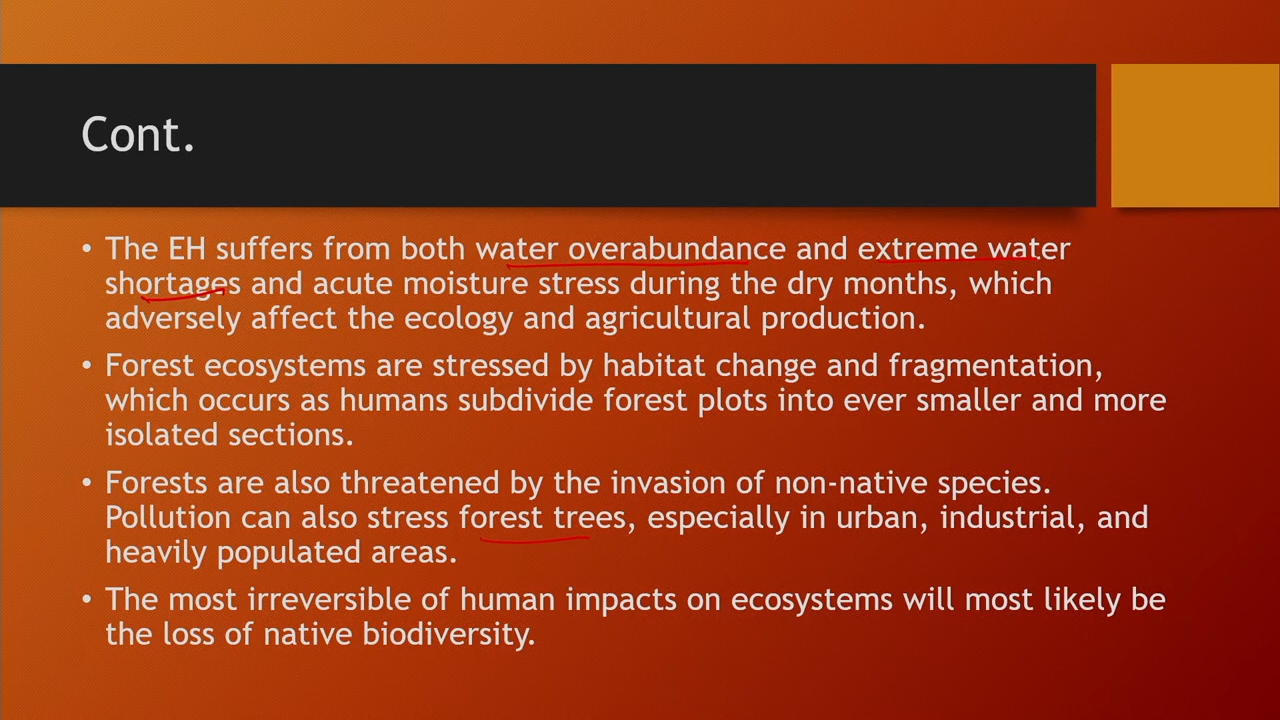 Cont.
• The EH suffers from both water overabundance and extreme water
shortages and acute moisture stress during the dry months, which
adversely affect the ecology and agricultural production.
• Forest ecosystems are stressed by habitat change and fragmentation,
which occurs as humans subdivide forest plots into ever smaller and more
isolated sections.
• Forests are also threatened by the invasion of non-native species.
Pollution can also stress forest trees, especially in urban, industrial, and
heavily populated areas.
• The most irreversible of human impacts on ecosystems will most likely be
the loss of native biodiversity.